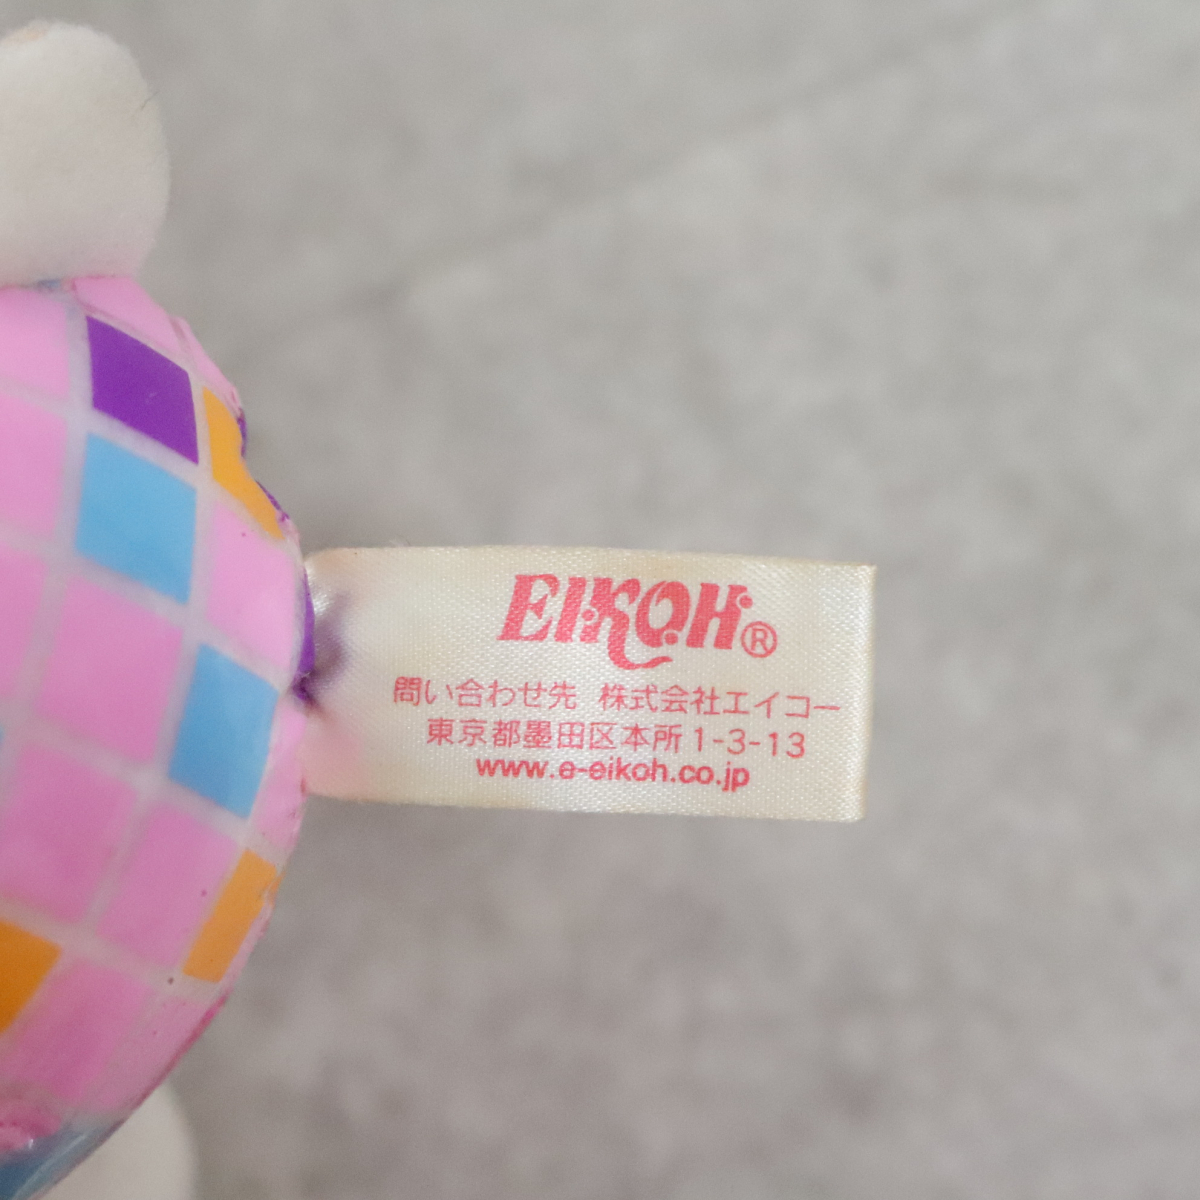 EIKOH®
問い合わせ先 株式会社エイコー
東京都墨田区本所1-3-13
www.e-eikoh.co.jp